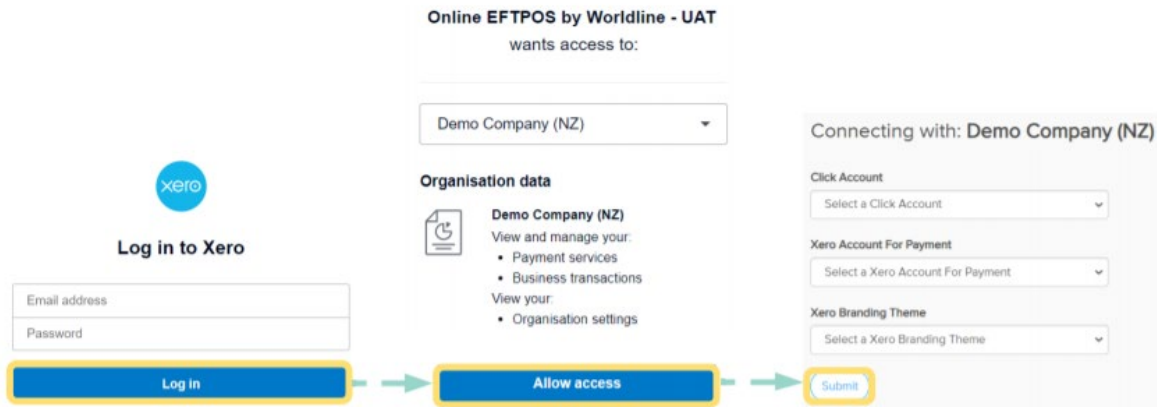 xero
Log in to Xero
Email address
Password
Log in
Online EFTPOS by Worldline - UAT
wants access to:
Demo Company (NZ)
Organisation data
Demo Company (NZ)
View and manage your:
• Payment services
• Business transactions
View your:
• Organisation settings
Allow access
Connecting with: Demo Company (NZ)
Click Account
Select a Click Account
Xero Account For Payment
Select a Xero Account For Payment
Xero Branding Theme
Select a Xero Branding Theme
Submit